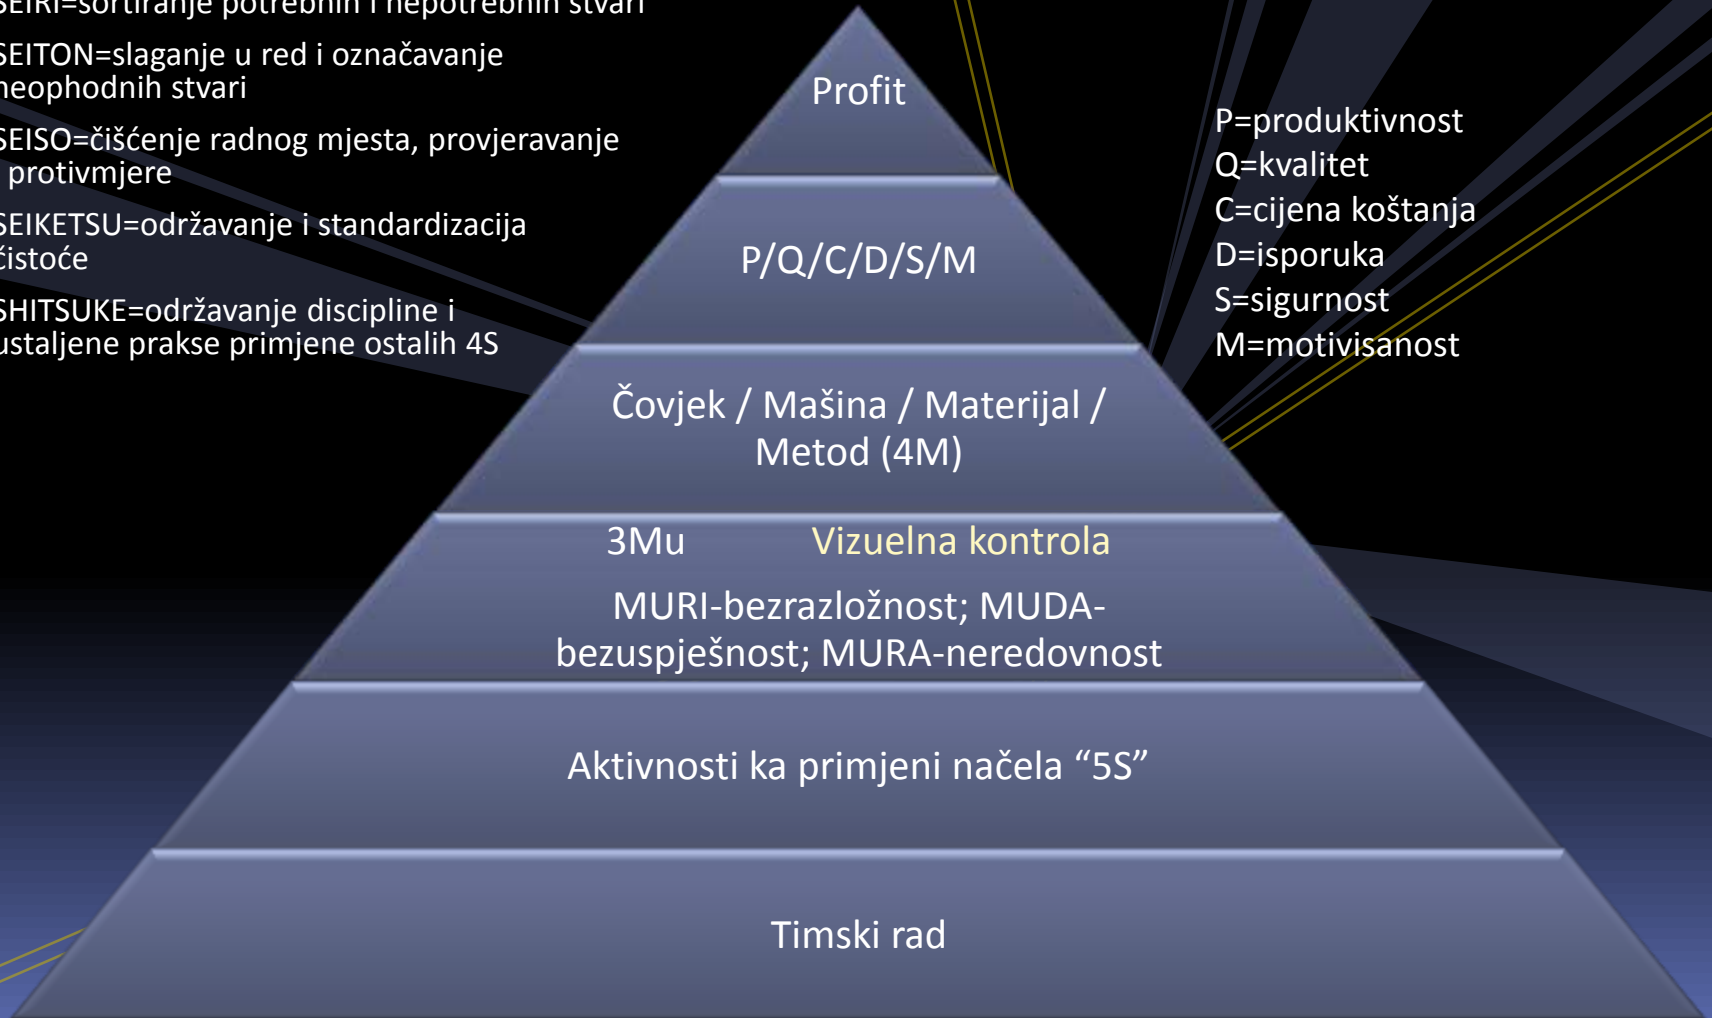 SEIRI=sortiranje potrebnih i nepotrebnih stvari
SEITON=slaganje u red i označavanje
neophodnih stvari
SEISO=čišćenje radnog mjesta, provjeravanje
protivmjere
SEIKETSU=održavanje i standardizacija
čistoće
SHITSUKE=održavanje discipline i
ustaljene prakse primjene ostalih 4S
Profit
P/Q/C/D/S/M
Čovjek / Mašina / Materijal /
Metod (4M)
3Mu Vizuelna kontrola
MURI-bezrazložnost; MUDA-
bezuspješnost; MURA-neredovnost
Aktivnosti ka primjeni načela “5S”
Timski rad
P=produktivnost
Q=kvalitet
C=cijena koštanja
D=isporuka
S=sigurnost
M=motivisanost